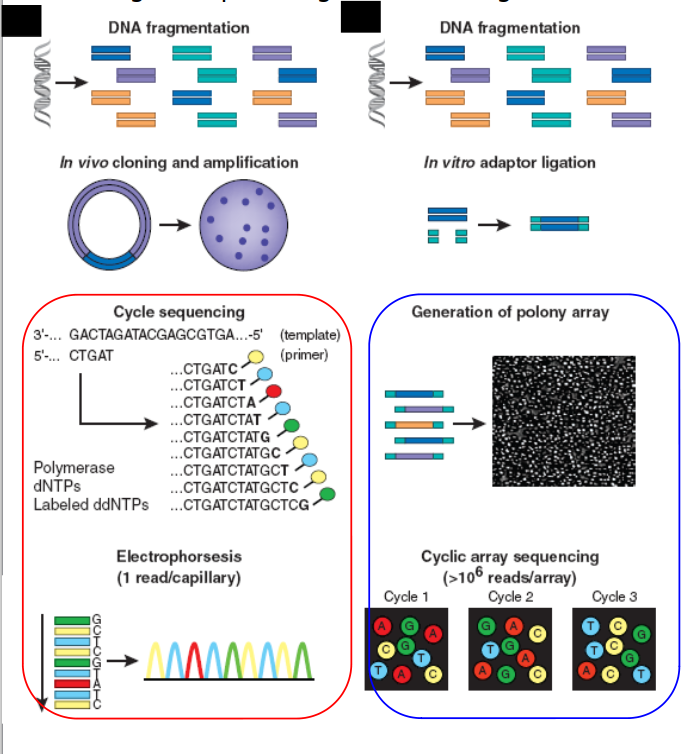 DNA fragmentation
In vivo cloning and amplification
Cycle sequencing
3'-... GACTAGATACGAGCGTGA...-5' (template)
5'-... CTGAT (primer)
...CTGATC
...CTGATCT
...CTGATCTA
...CTGATCTAT
...CTGATCTATG
...CTGATCTATGC
...CTGATCTATGCT
...CTGATCTATGCTC
...CTGATCTATGCTCG
Polymerase
dNTPs
Labeled ddNTPs
Electrophorsesis
(1 read/capillary)
G
C
T
C
G
T
A
T
C
DNA fragmentation
In vitro adaptor ligation
Generation of polony array
Cyclic array sequencing
(>10⁶ reads/array)
Cycle 1
A G A
C G T
T A C
Cycle 2
G A C
T G A
A G C
Cycle 3
T C G
T C G
A C T